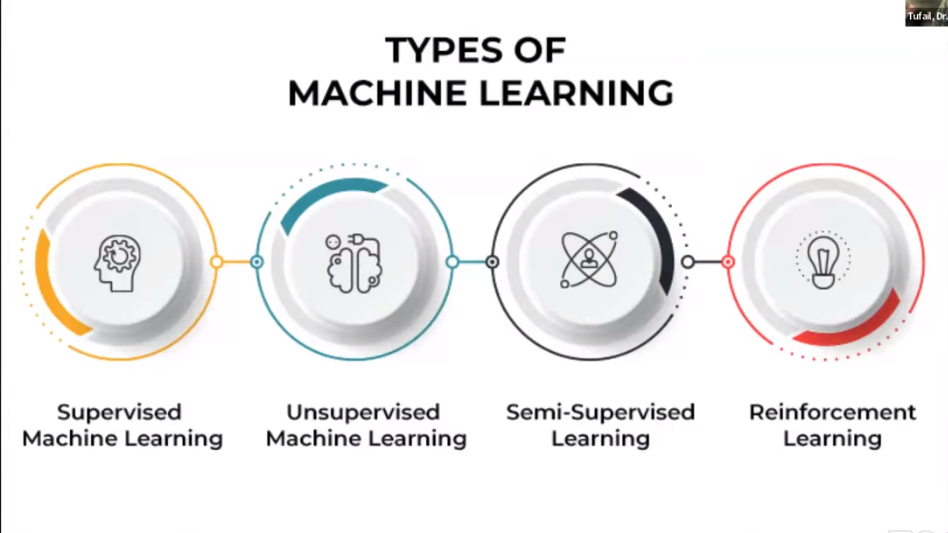 Tufail, Dr.
TYPES OF
MACHINE LEARNING
Supervised
Machine Learning
Unsupervised
Machine Learning
Semi-Supervised
Learning
Reinforcement
Learning